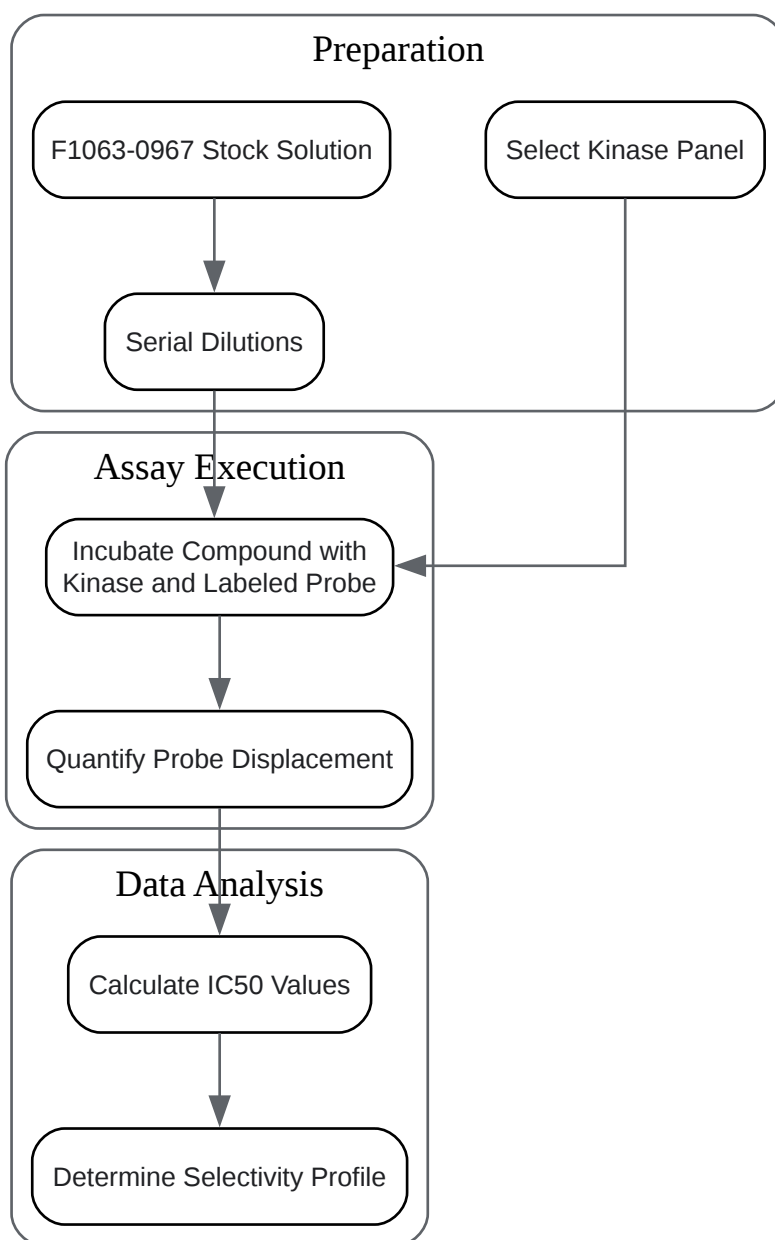 Preparation
F1063-0967 Stock Solution
Select Kinase Panel
Serial Dilutions
Assay Execution
Incubate Compound with
Kinase and Labeled Probe
Quantify Probe Displacement
Data Analysis
Calculate IC50 Values
Determine Selectivity Profile